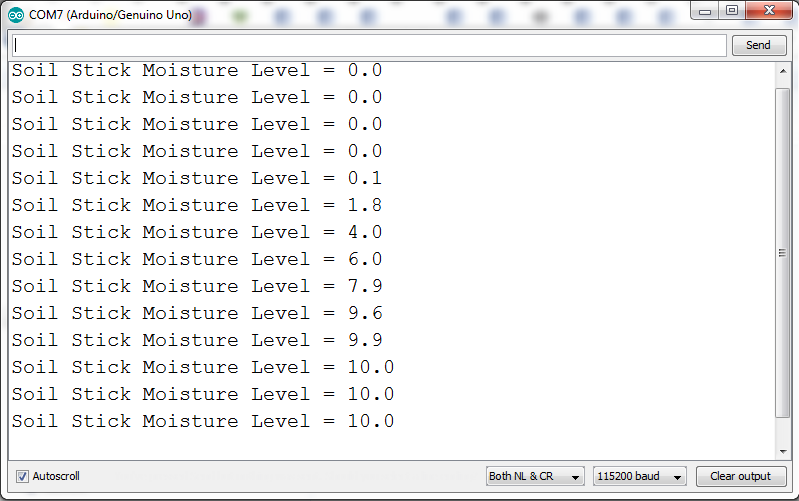 COM7 (Arduino/Genuino Uno)
Send
Soil Stick Moisture Level = 0.0
Soil Stick Moisture Level = 0.0
Soil Stick Moisture Level = 0.0
Soil Stick Moisture Level = 0.0
Soil Stick Moisture Level = 0.1
Soil Stick Moisture Level = 1.8
Soil Stick Moisture Level = 4.0
Soil Stick Moisture Level = 6.0
Soil Stick Moisture Level = 7.9
Soil Stick Moisture Level = 9.6
Soil Stick Moisture Level = 9.9
Soil Stick Moisture Level = 10.0
Soil Stick Moisture Level = 10.0
Soil Stick Moisture Level = 10.0
Autoscroll Both NL & CR 115200 baud Clear output